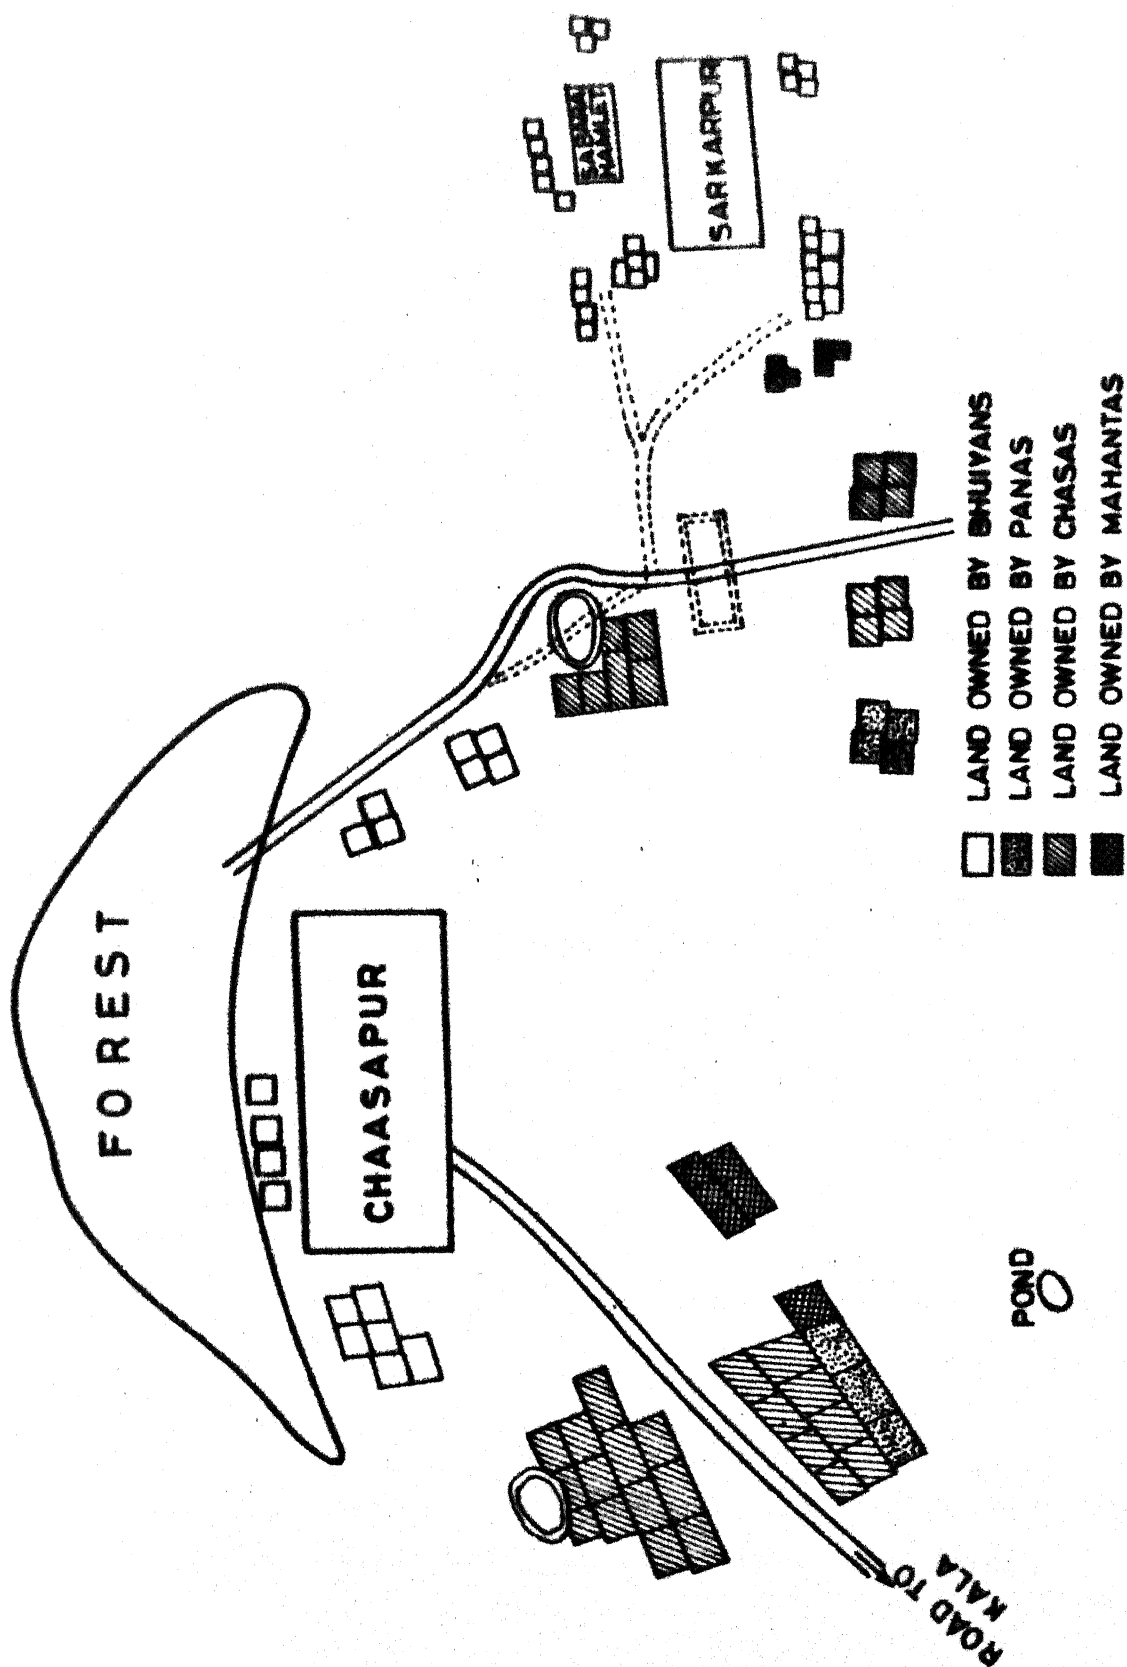 FOREST
CHAASAPUR
SARKARPUR
HAMLET
ROAD TO
KALA
POND
LAND OWNED BY BHUIYANS
LAND OWNED BY PANAS
LAND OWNED BY CHASAS
LAND OWNED BY MAHANTAS